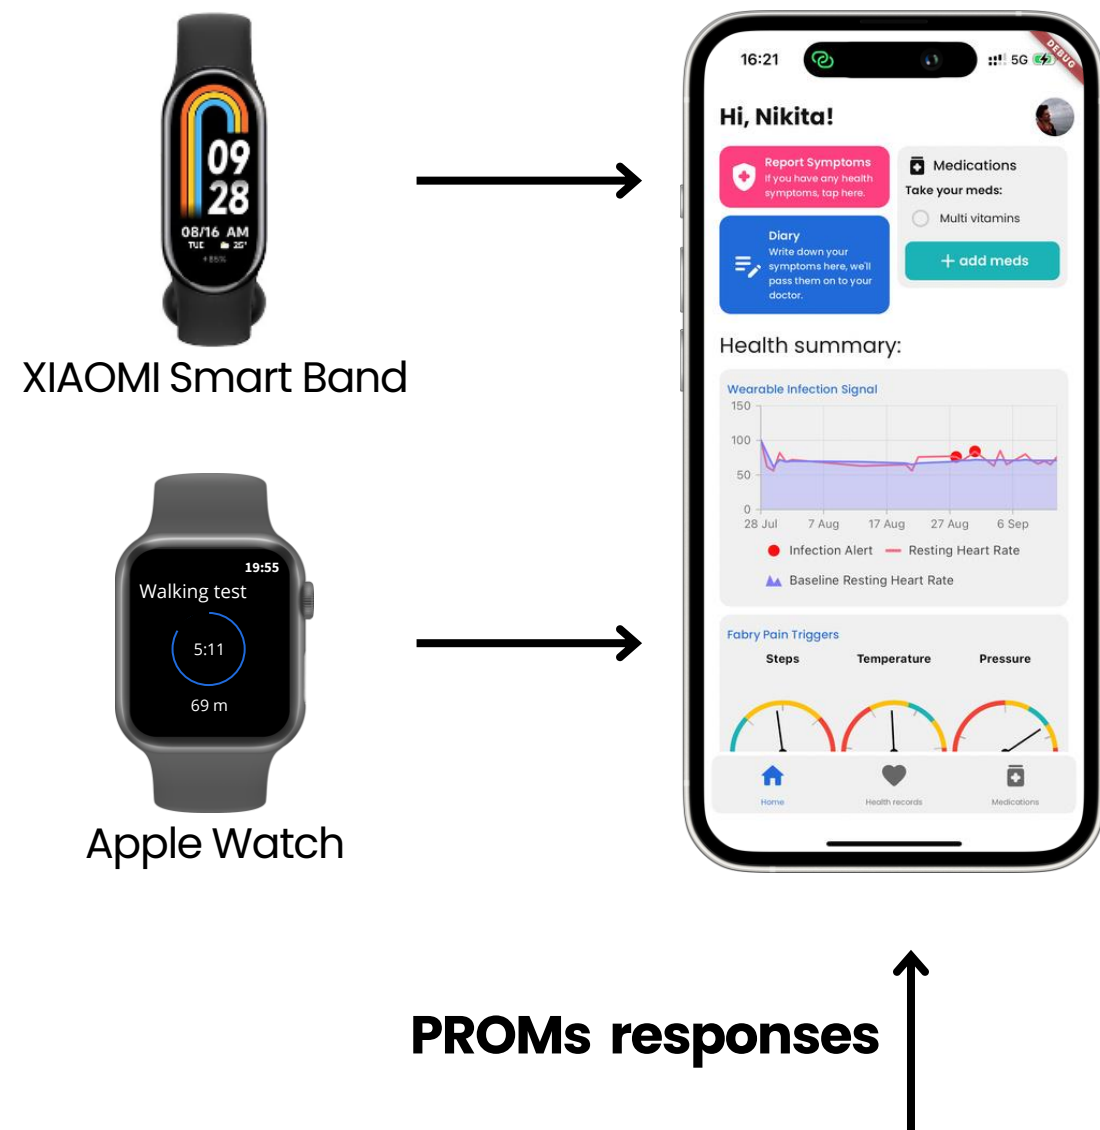 09
28
08/16 AM
TUE 25°
XIAOMI Smart Band
19:55
Walking test
5:11
69 m
Apple Watch
16:21
5G
DEBUG
Hi, Nikita!
Report Symptoms
If you have any health
symptoms, tap here.
Diary
Write down your
symptoms here, we'll
pass them on to your
doctor.
Medications
Take your meds:
Multi vitamins
+ add meds
Health summary:
Wearable Infection Signal
150
100
50
0
28 Jul 7 Aug 17 Aug 27 Aug 6 Sep
Infection Alert Resting Heart Rate
Baseline Resting Heart Rate
Fabry Pain Triggers
Steps Temperature Pressure
Home Health records Medications
PROMs responses